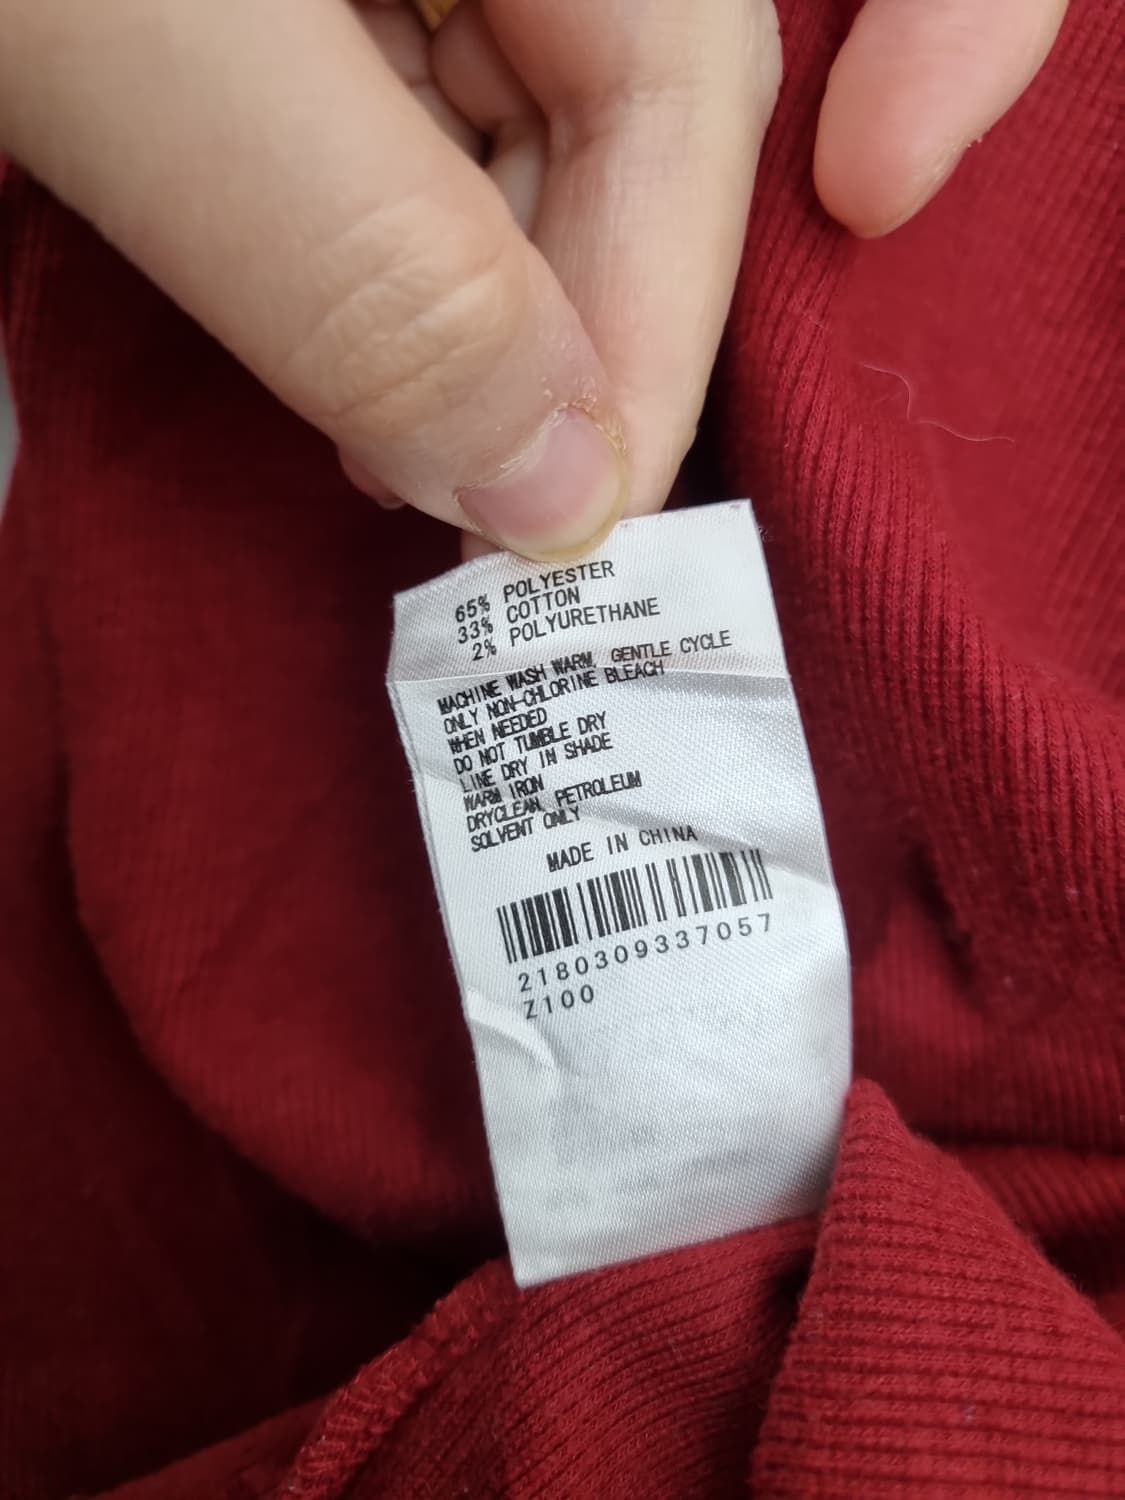 65% POLYESTER
33% COTTON
2% POLYURETHANE
MACHINE WASH WARM, GENTLE CYCLE
ONLY NON-CHLORINE BLEACH
WHEN NEEDED
DO NOT TUMBLE DRY
LINE DRY IN SHADE
WARM IRON
DRYCLEAN, PETROLEUM
SOLVENT ONLY
MADE IN CHINA
2180309337057
Z100